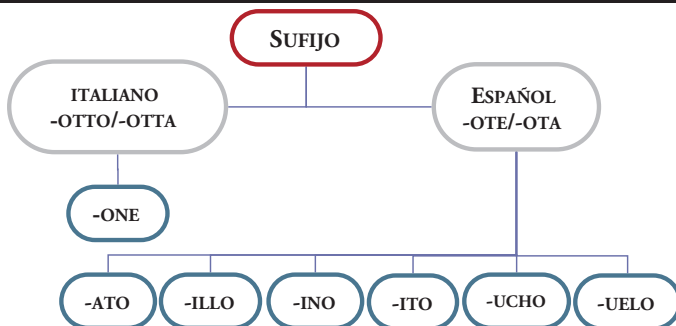 SUFIJO
ITALIANO
-OTTO/-OTTA
ESPAÑOL
-OTE/-OTA
-ONE
-ATO
-ILLO
-INO
-ITO
-UCHO
-UELO